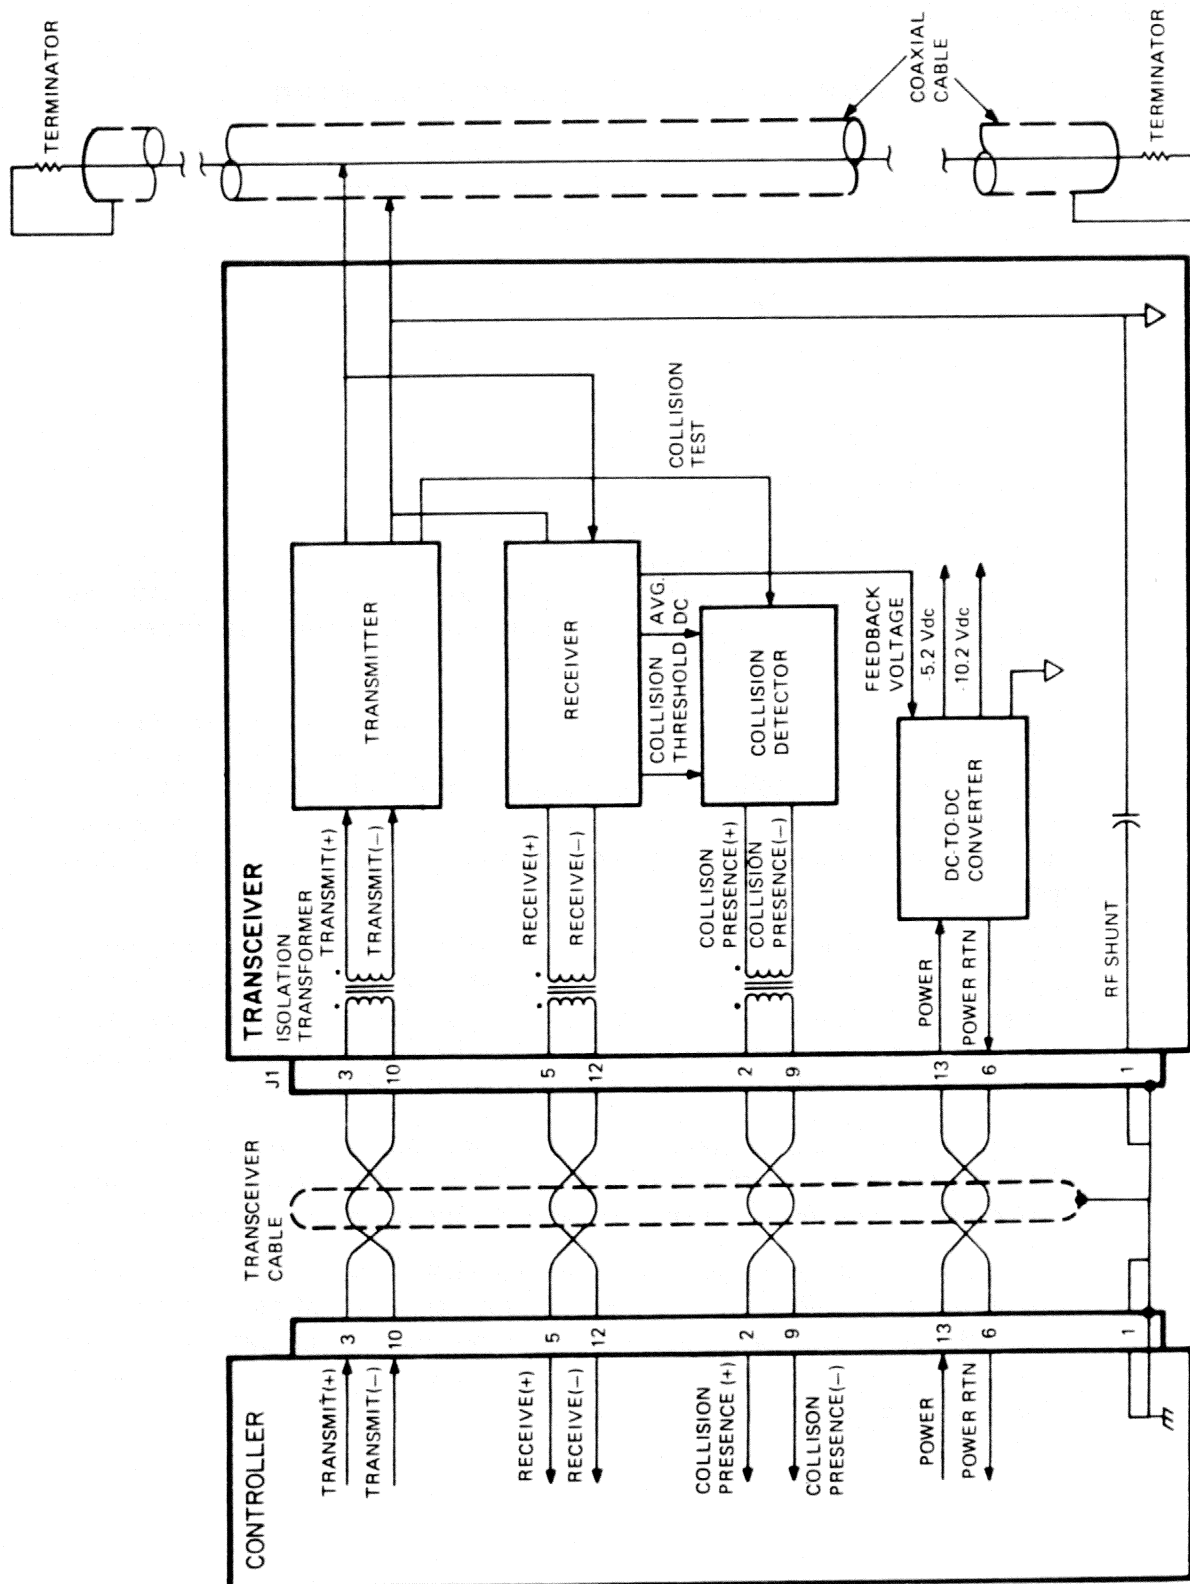 CONTROLLER
TRANSMIT(+)
TRANSMIT(—)
RECEIVE(+)
RECEIVE(—)
COLLISION
PRESENCE (+)
COLLISON
PRESENCE(—)
POWER
POWER RTN
3
10
5
12
2
9
13
6
1
TRANSCEIVER
CABLE
J1
3
10
5
12
2
9
13
6
1
TRANSCEIVER
ISOLATION
TRANSFORMER
TRANSMIT(+)
TRANSMIT(—)
RECEIVE(+)
RECEIVE(—)
COLLISON
PRESENCE(+)
COLLISION
PRESENCE(—)
POWER
POWER RTN
RF SHUNT
TRANSMITTER
RECEIVER
COLLISION
THRESHOLD
AVG.
DC
COLLISION
DETECTOR
COLLISION
TEST
DC-TO-DC
CONVERTER
FEEDBACK
VOLTAGE
-5.2 Vdc
-10.2 Vdc
TERMINATOR
COAXIAL
CABLE
TERMINATOR